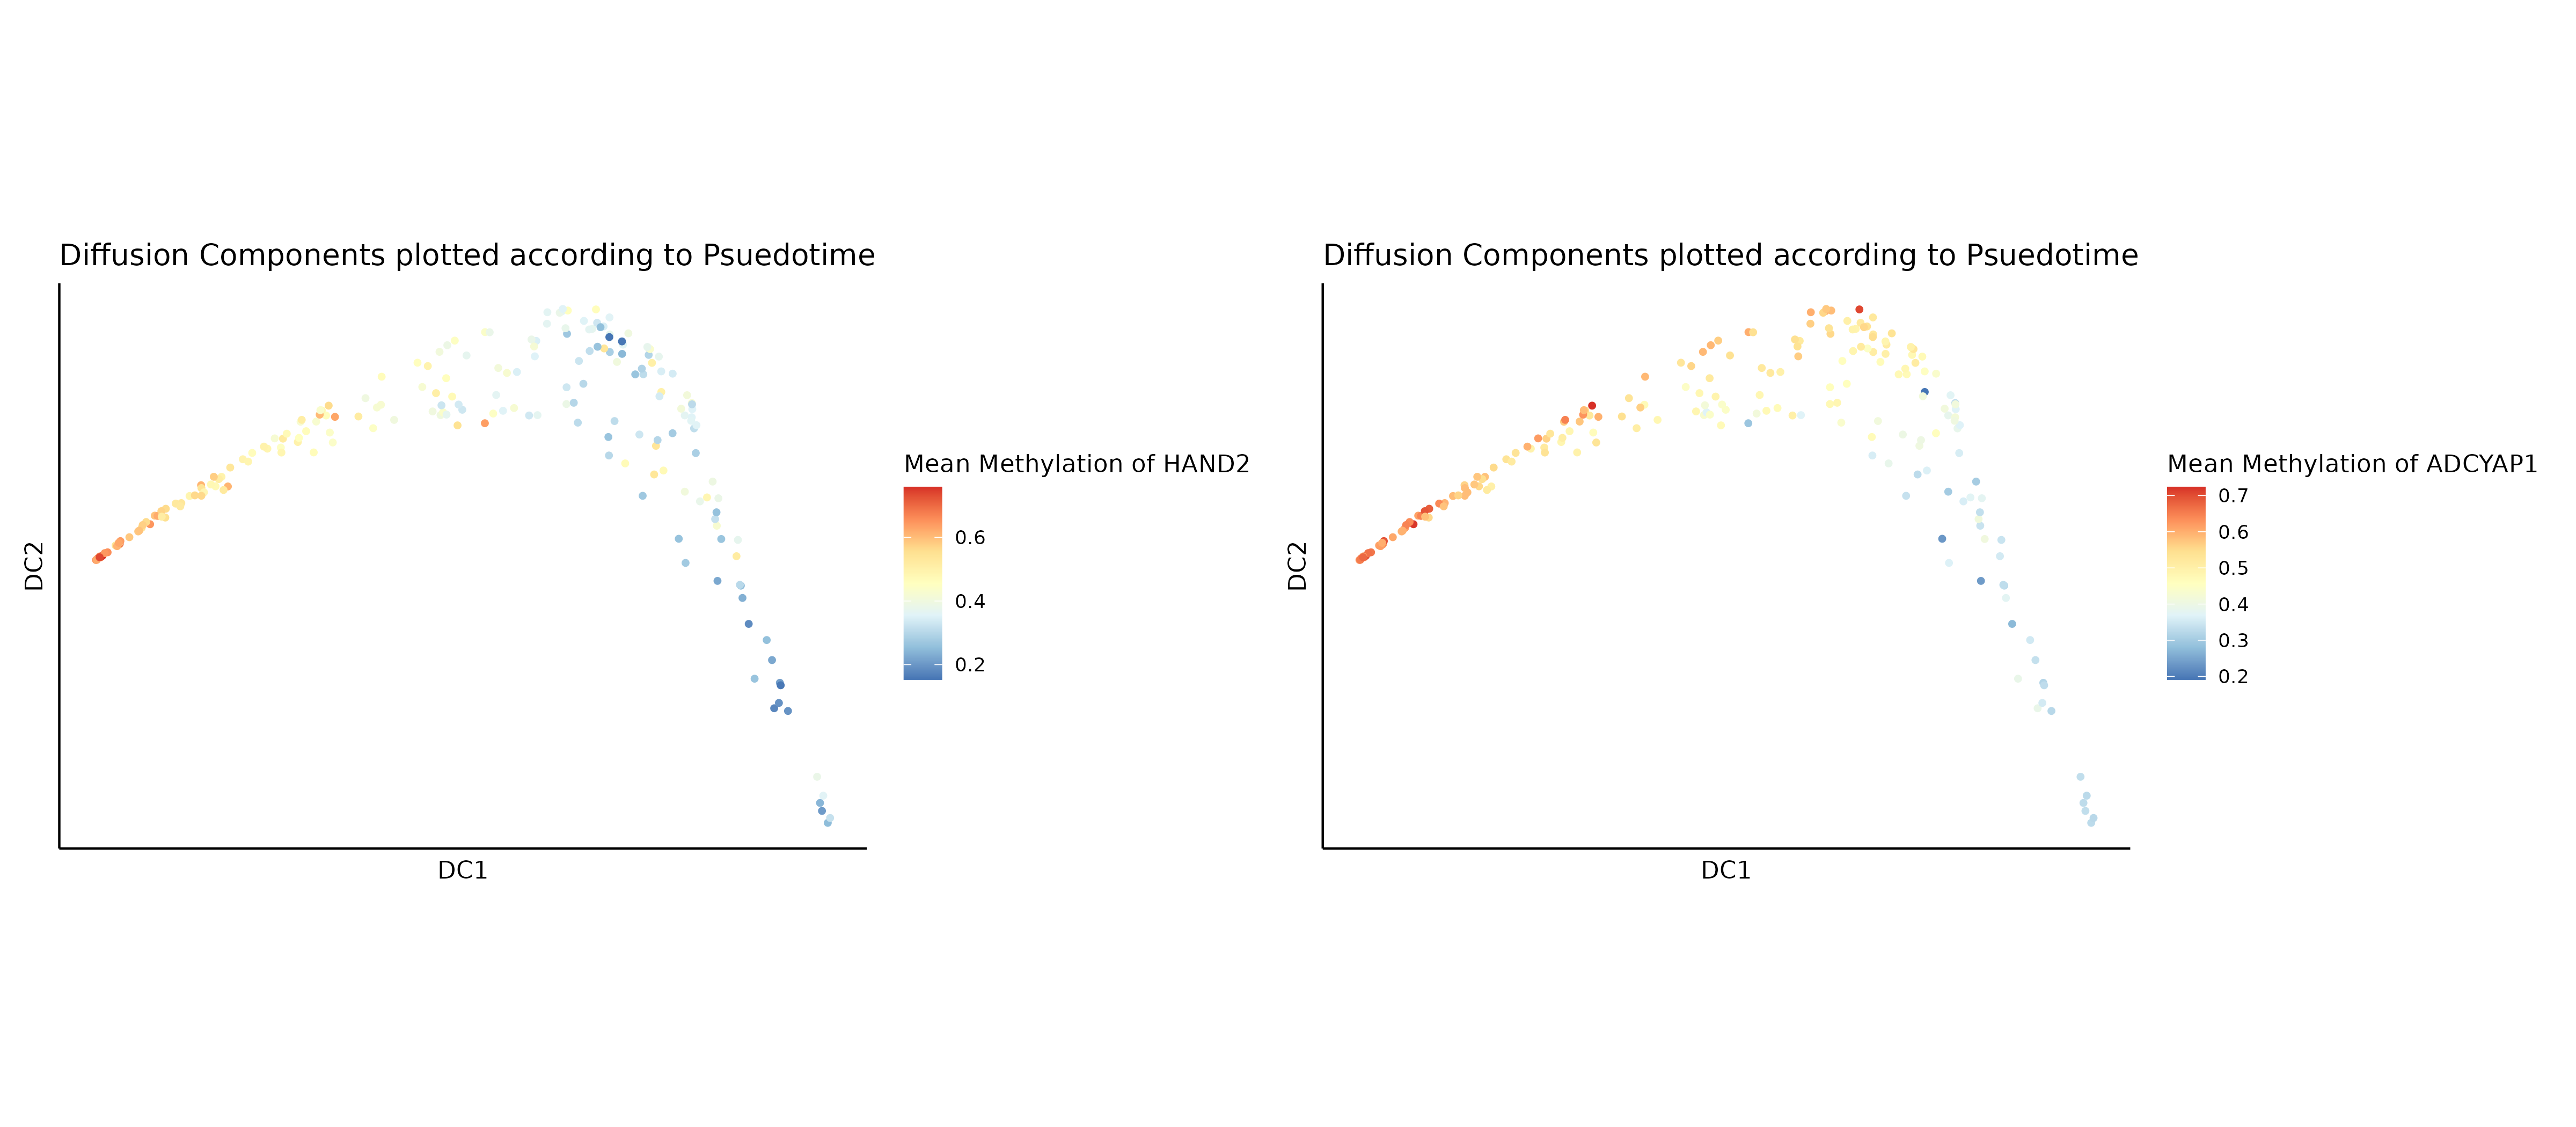 Diffusion Components plotted according to Psuedotime
DC2
DC1
Mean Methylation of HAND2
0.6
0.4
0.2
Diffusion Components plotted according to Psuedotime
DC2
DC1
Mean Methylation of ADCYAP1
0.7
0.6
0.5
0.4
0.3
0.2